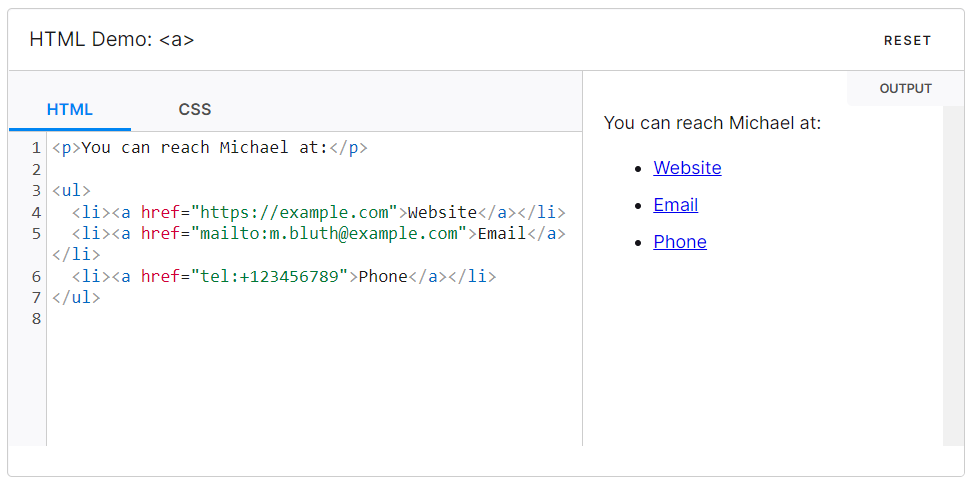 HTML Demo: <a>
RESET
HTML
CSS
OUTPUT
1 <p>You can reach Michael at:</p>
2
3 <ul>
4   <li><a href="https://example.com">Website</a></li>
5   <li><a href="mailto:m.bluth@example.com">Email</a>
</li>
6   <li><a href="tel:+123456789">Phone</a></li>
7 </ul>
8
You can reach Michael at:
• Website
• Email
• Phone